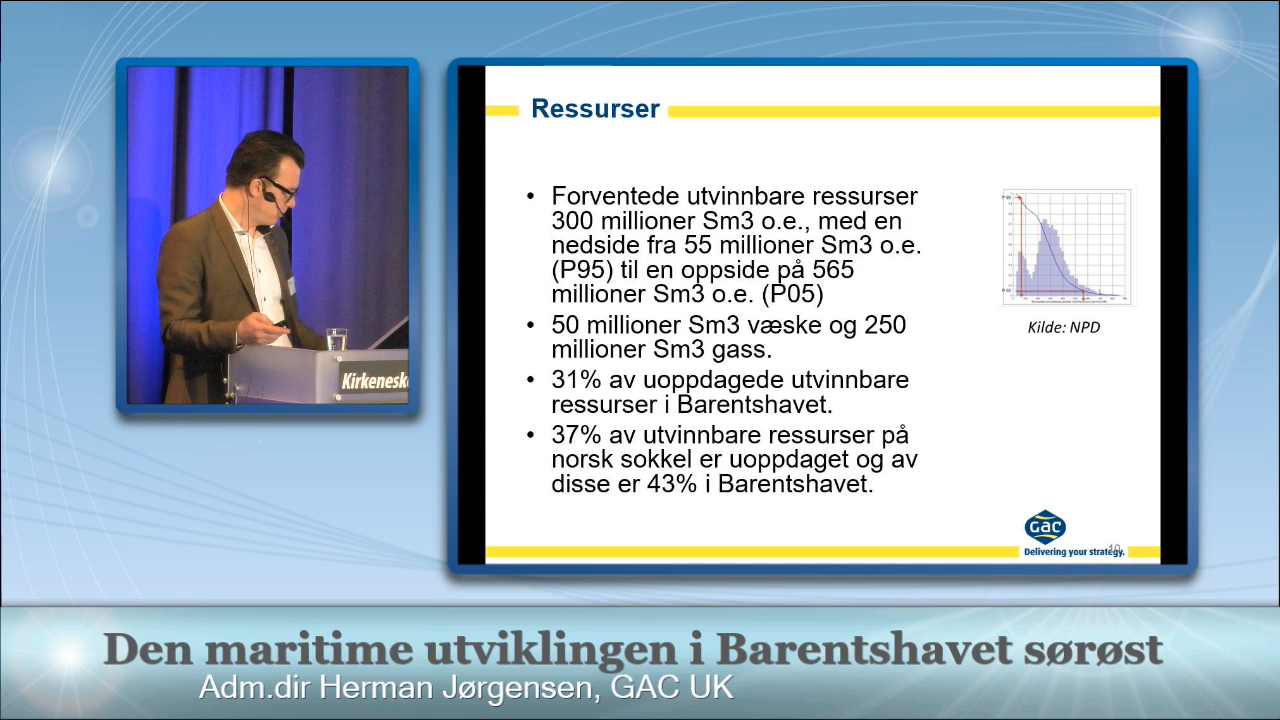 Ressurser
• Forventede utvinnbare ressurser
300 millioner Sm3 o.e., med en
nedside fra 55 millioner Sm3 o.e.
(P95) til en oppside på 565
millioner Sm3 o.e. (P05)
• 50 millioner Sm3 væske og 250
millioner Sm3 gass.
• 31% av uoppdagede utvinnbare
ressurser i Barentshavet.
• 37% av utvinnbare ressurser på
norsk sokkel er uoppdaget og av
disse er 43% i Barentshavet.
Kilde: NPD
GAC
Delivering your strategy.
10
Kirkenesk
Den maritime utviklingen i Barentshavet sørøst
Adm.dir Herman Jørgensen, GAC UK